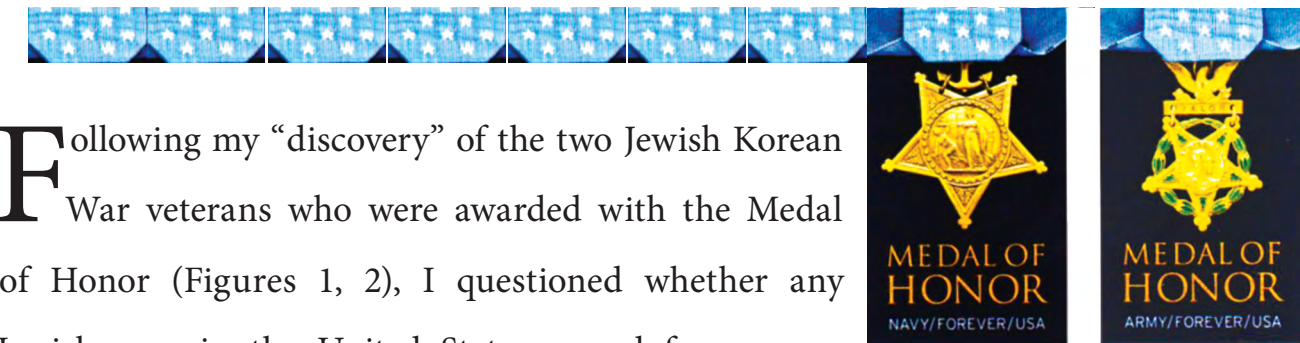 Following my “discovery” of the two Jewish Korean
War veterans who were awarded with the Medal
of Honor (Figures 1, 2), I questioned whether any
MEDAL OF
HONOR
NAVY/FOREVER/USA
MEDAL OF
HONOR
ARMY/FOREVER/USA